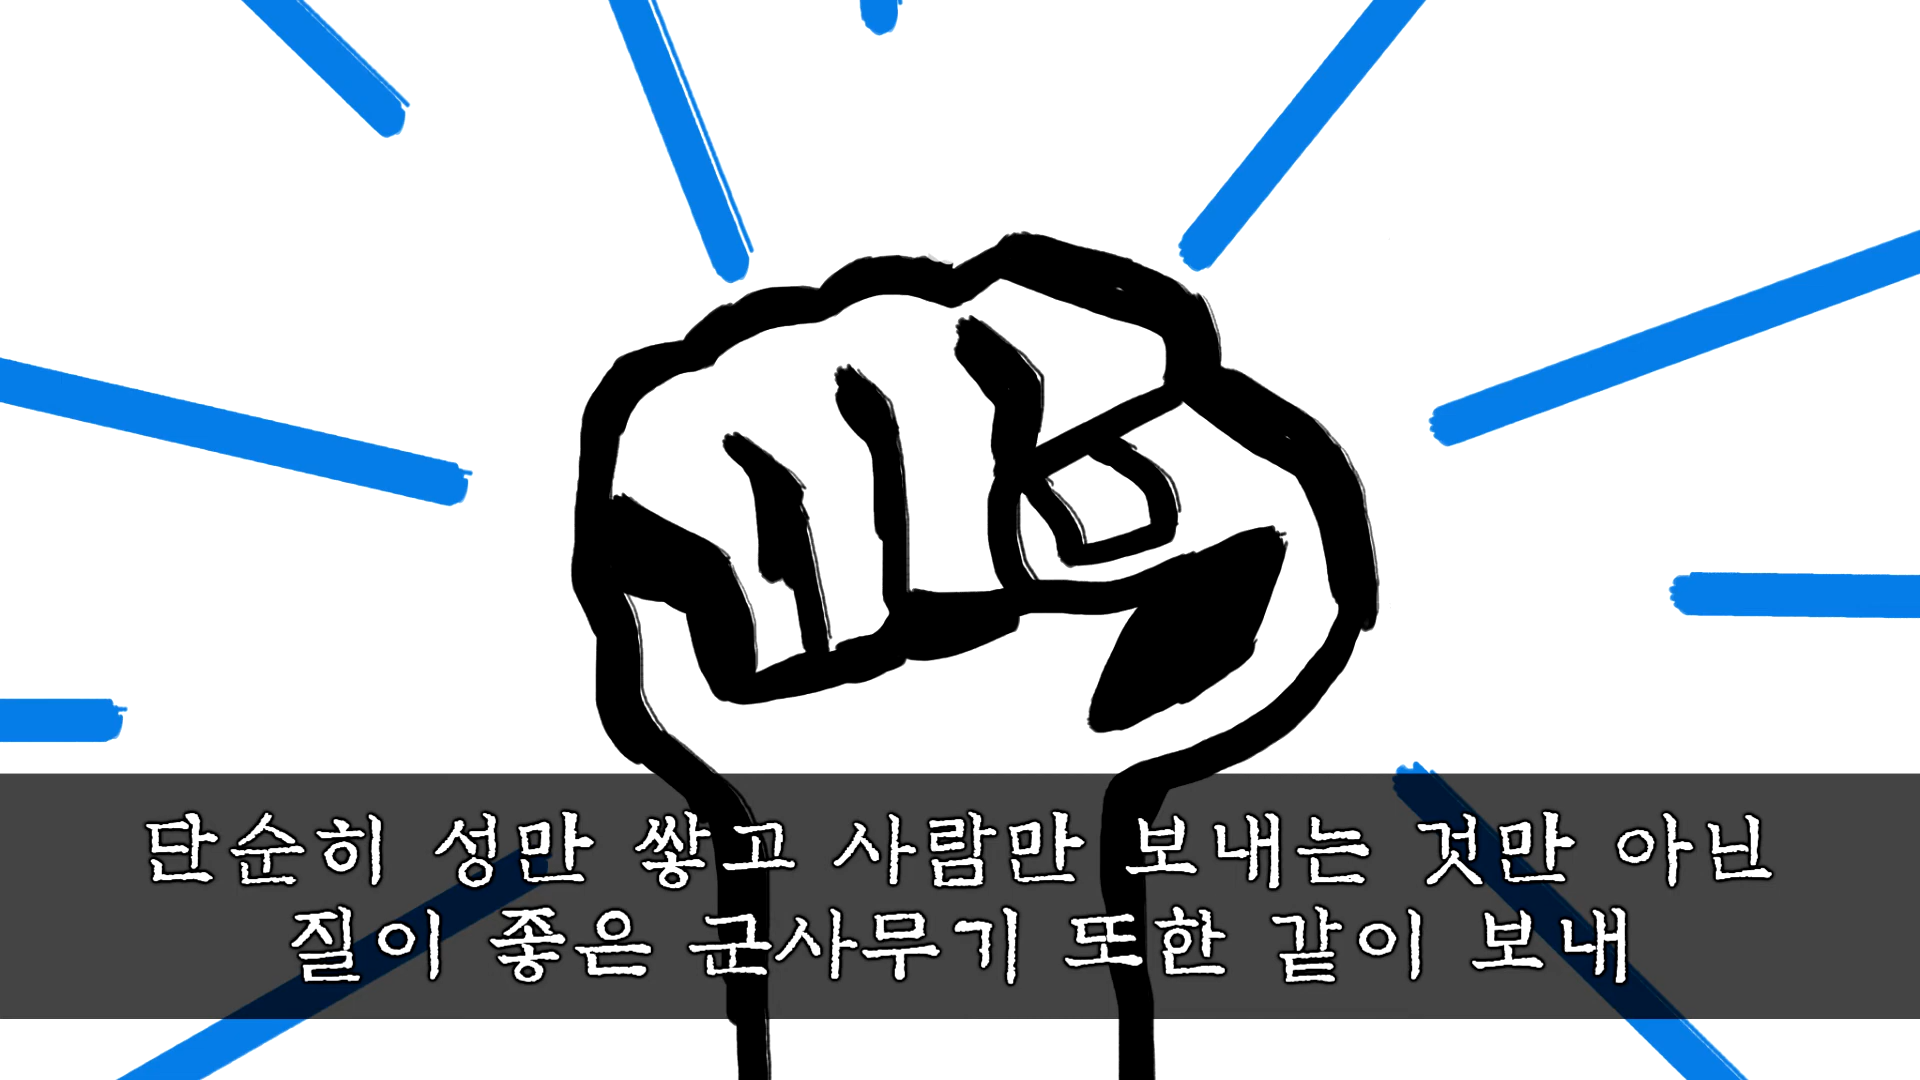 단순히 성만 쌓고 사람만 보내는 것만 아닌
질이 좋은 군사무기 또한 같이 보내